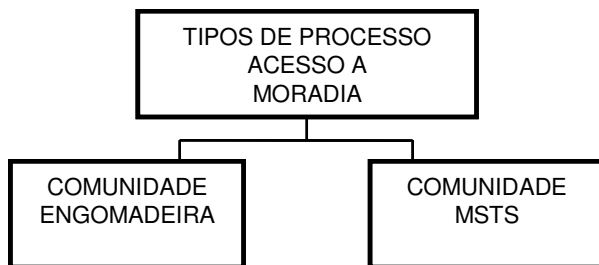 TIPOS DE PROCESSO
ACESSO A
MORADIA
COMUNIDADE
ENGOMADEIRA
COMUNIDADE
MSTS